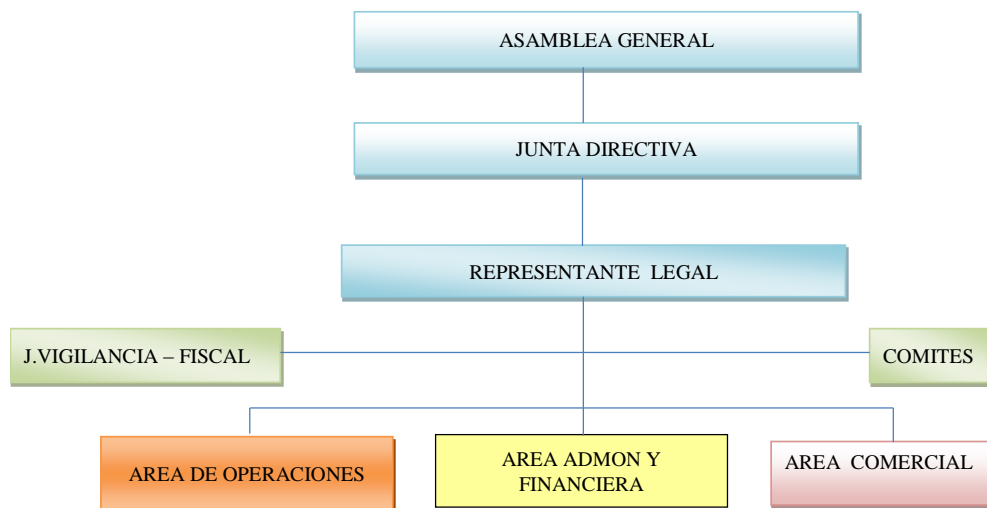 ASAMBLEA GENERAL
JUNTA DIRECTIVA
REPRESENTANTE LEGAL
J.VIGILANCIA – FISCAL
COMITES
AREA DE OPERACIONES
AREA ADMON Y
FINANCIERA
AREA COMERCIAL